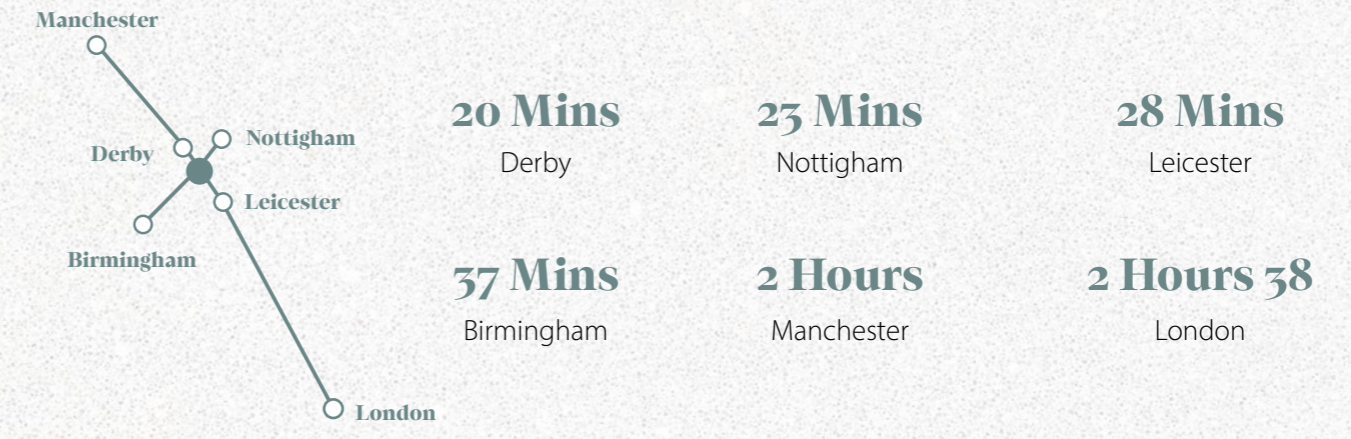 Manchester
Nottigham
Derby
Leicester
Birmingham
London
20 Mins
Derby
23 Mins
Nottigham
28 Mins
Leicester
37 Mins
Birmingham
2 Hours
Manchester
2 Hours 38
London